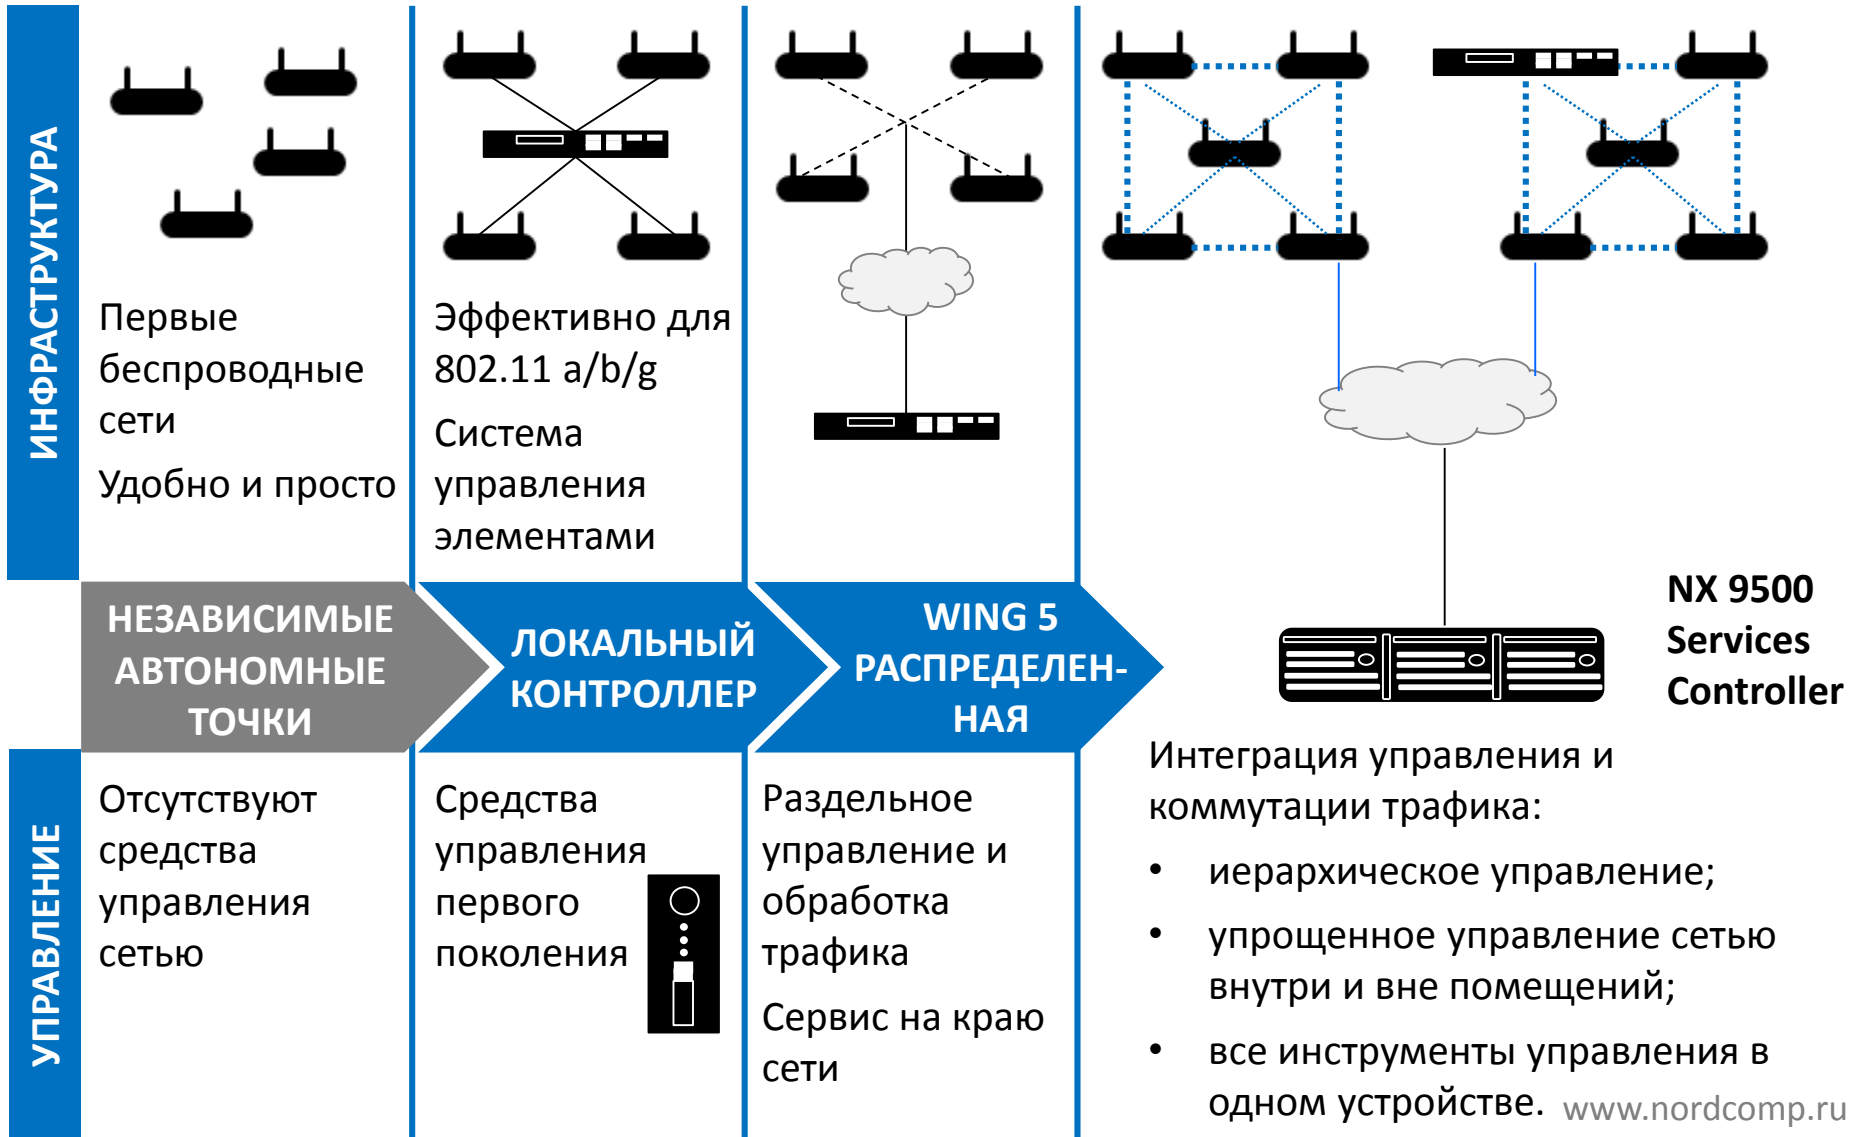 ИНФРАСТРУКТУРА
Первые
беспроводные
сети
Удобно и просто
Эффективно для
802.11 a/b/g
Система
управления
элементами
НЕЗАВИСИМЫЕ
АВТОНОМНЫЕ
ТОЧКИ
ЛОКАЛЬНЫЙ
КОНТРОЛЛЕР
WING 5
РАСПРЕДЕЛЕН-
НАЯ
NX 9500
Services
Controller
УПРАВЛЕНИЕ
Отсутствуют
средства
управления
сетью
Средства
управления
первого
поколения
Раздельное
управление и
обработка
трафика
Сервис на краю
сети
Интеграция управления и
коммутации трафика:
• иерархическое управление;
• упрощенное управление сетью
внутри и вне помещений;
• все инструменты управления в
одном устройстве.
www.nordcomp.ru